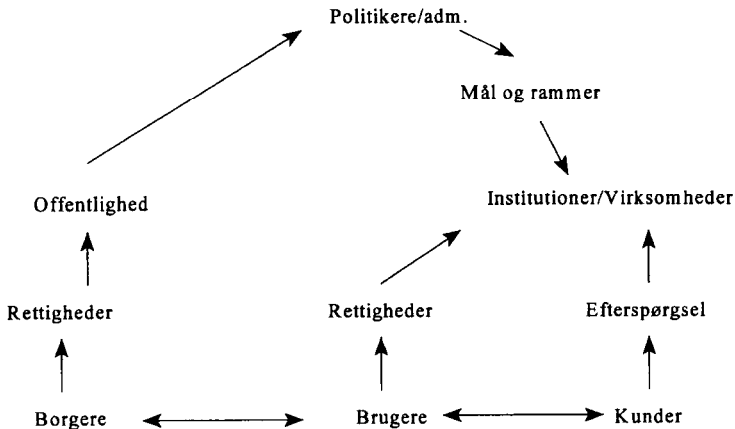 Politikere/adm.
Mål og rammer
Offentlighed
Institutioner/Virksomheder
Rettigheder
Rettigheder
Efterspørgsel
Borgere
Brugere
Kunder